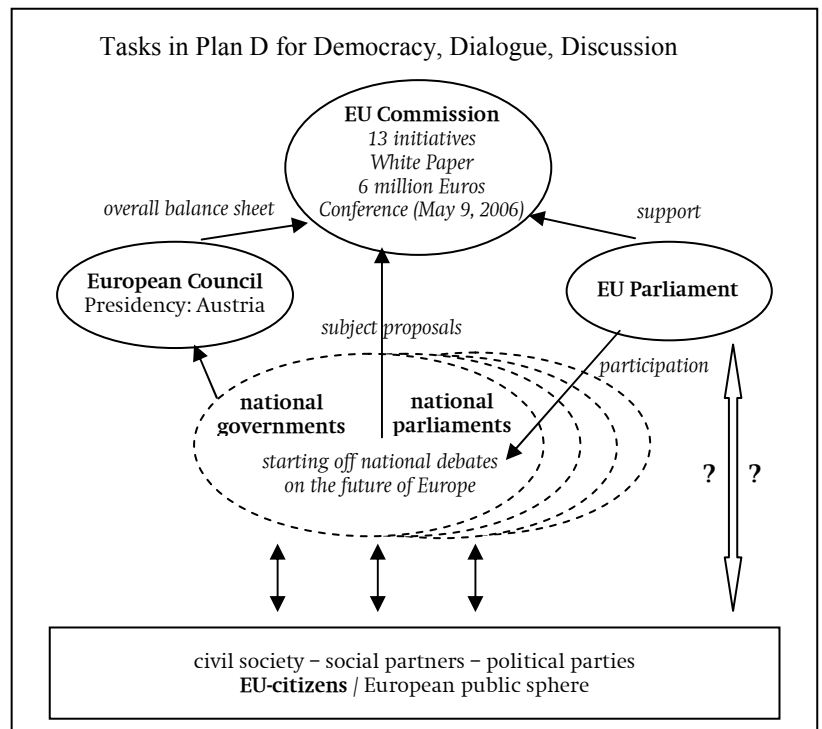 Tasks in Plan D for Democracy, Dialogue, Discussion
EU Commission
13 initiatives
White Paper
6 million Euros
Conference (May 9, 2006)
overall balance sheet
support
European Council
Presidency: Austria
EU Parliament
subject proposals
participation
national
governments
national
parliaments
starting off national debates
on the future of Europe
? ?
civil society – social partners – political parties
EU-citizens / European public sphere